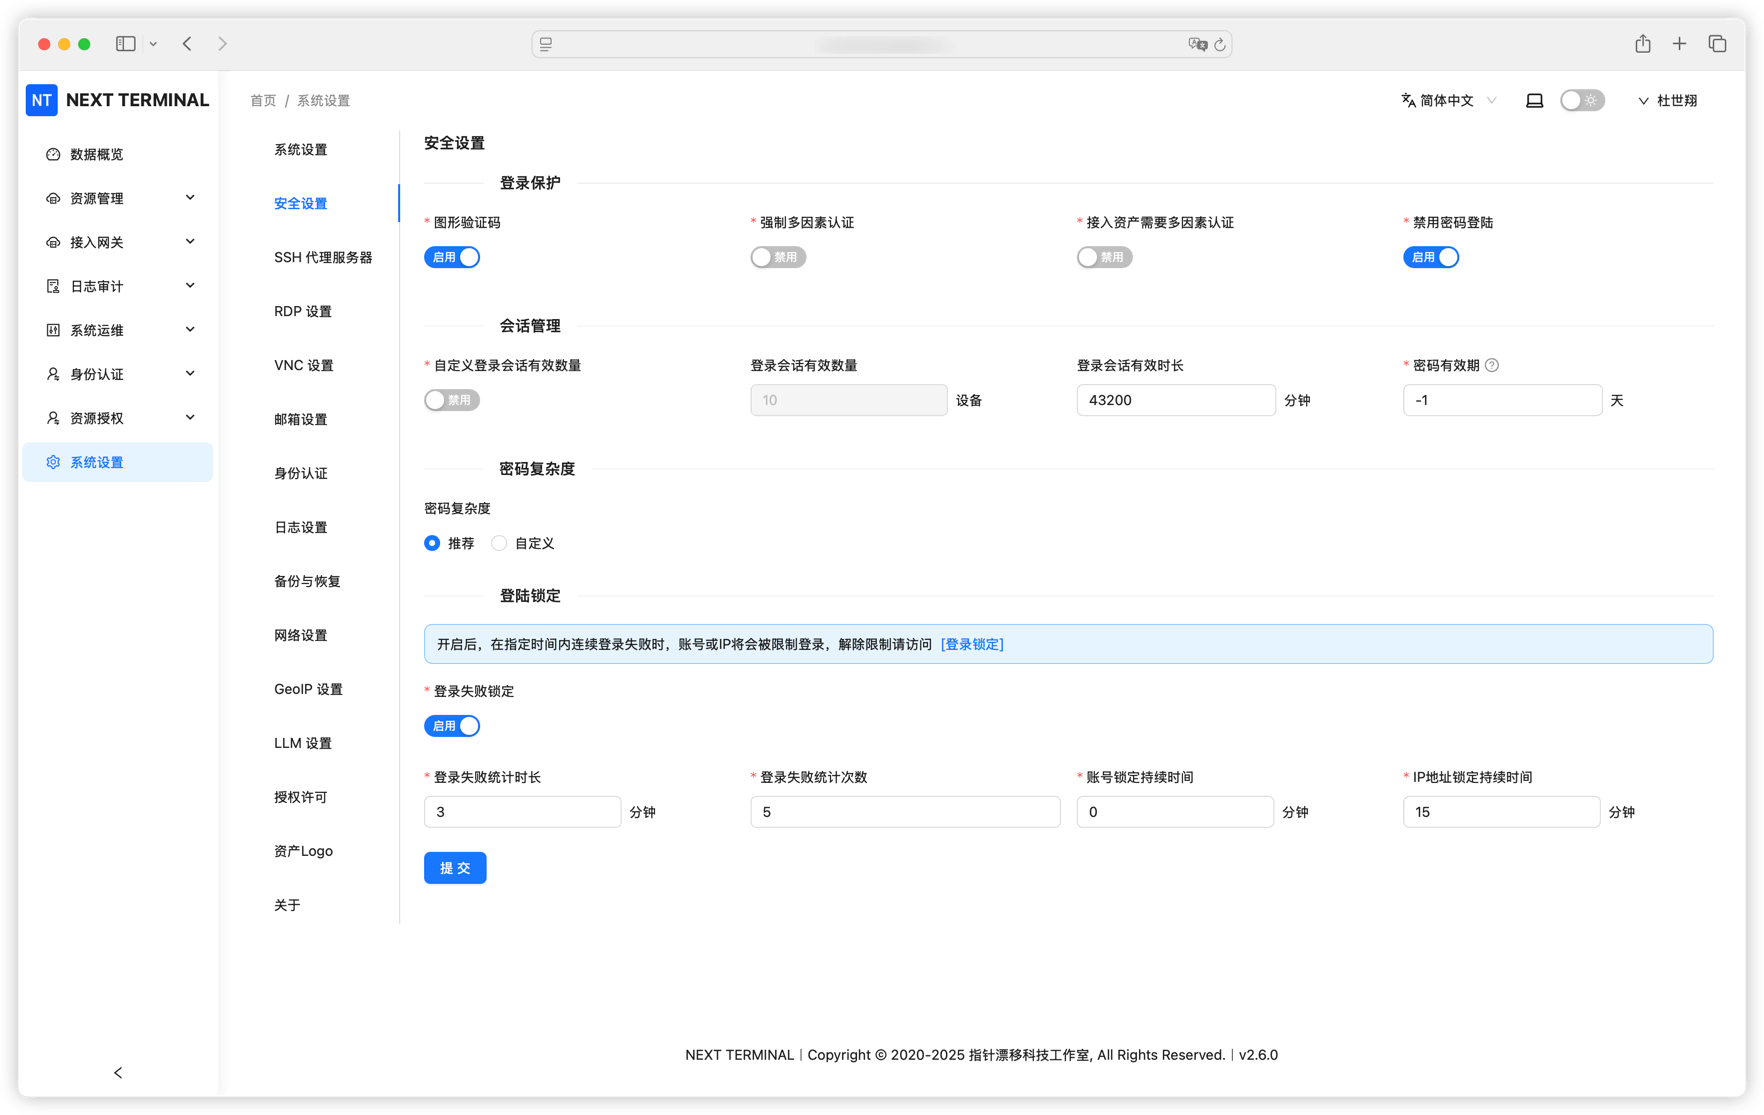 NT NEXT TERMINAL
首页 / 系统设置
简体中文
杜世翔
数据概览
资源管理
接入网关
日志审计
系统运维
身份认证
资源授权
系统设置
系统设置
安全设置
SSH 代理服务器
RDP 设置
VNC 设置
邮箱设置
身份认证
日志设置
备份与恢复
网络设置
GeoIP 设置
LLM 设置
授权许可
资产Logo
关于
安全设置
登录保护
* 图形验证码
启用
* 强制多因素认证
禁用
* 接入资产需要多因素认证
禁用
* 禁用密码登陆
启用
会话管理
* 自定义登录会话有效数量
禁用
登录会话有效数量
10 设备
登录会话有效时长
43200 分钟
* 密码有效期 ?
-1 天
密码复杂度
密码复杂度
推荐 自定义
登陆锁定
开启后，在指定时间内连续登录失败时，账号或IP将会被限制登录，解除限制请访问 [登录锁定]
* 登录失败锁定
启用
* 登录失败统计时长
3 分钟
* 登录失败统计次数
5
* 账号锁定持续时间
0 分钟
* IP地址锁定持续时间
15 分钟
提 交
NEXT TERMINAL | Copyright © 2020-2025 指针漂移科技工作室, All Rights Reserved. | v2.6.0